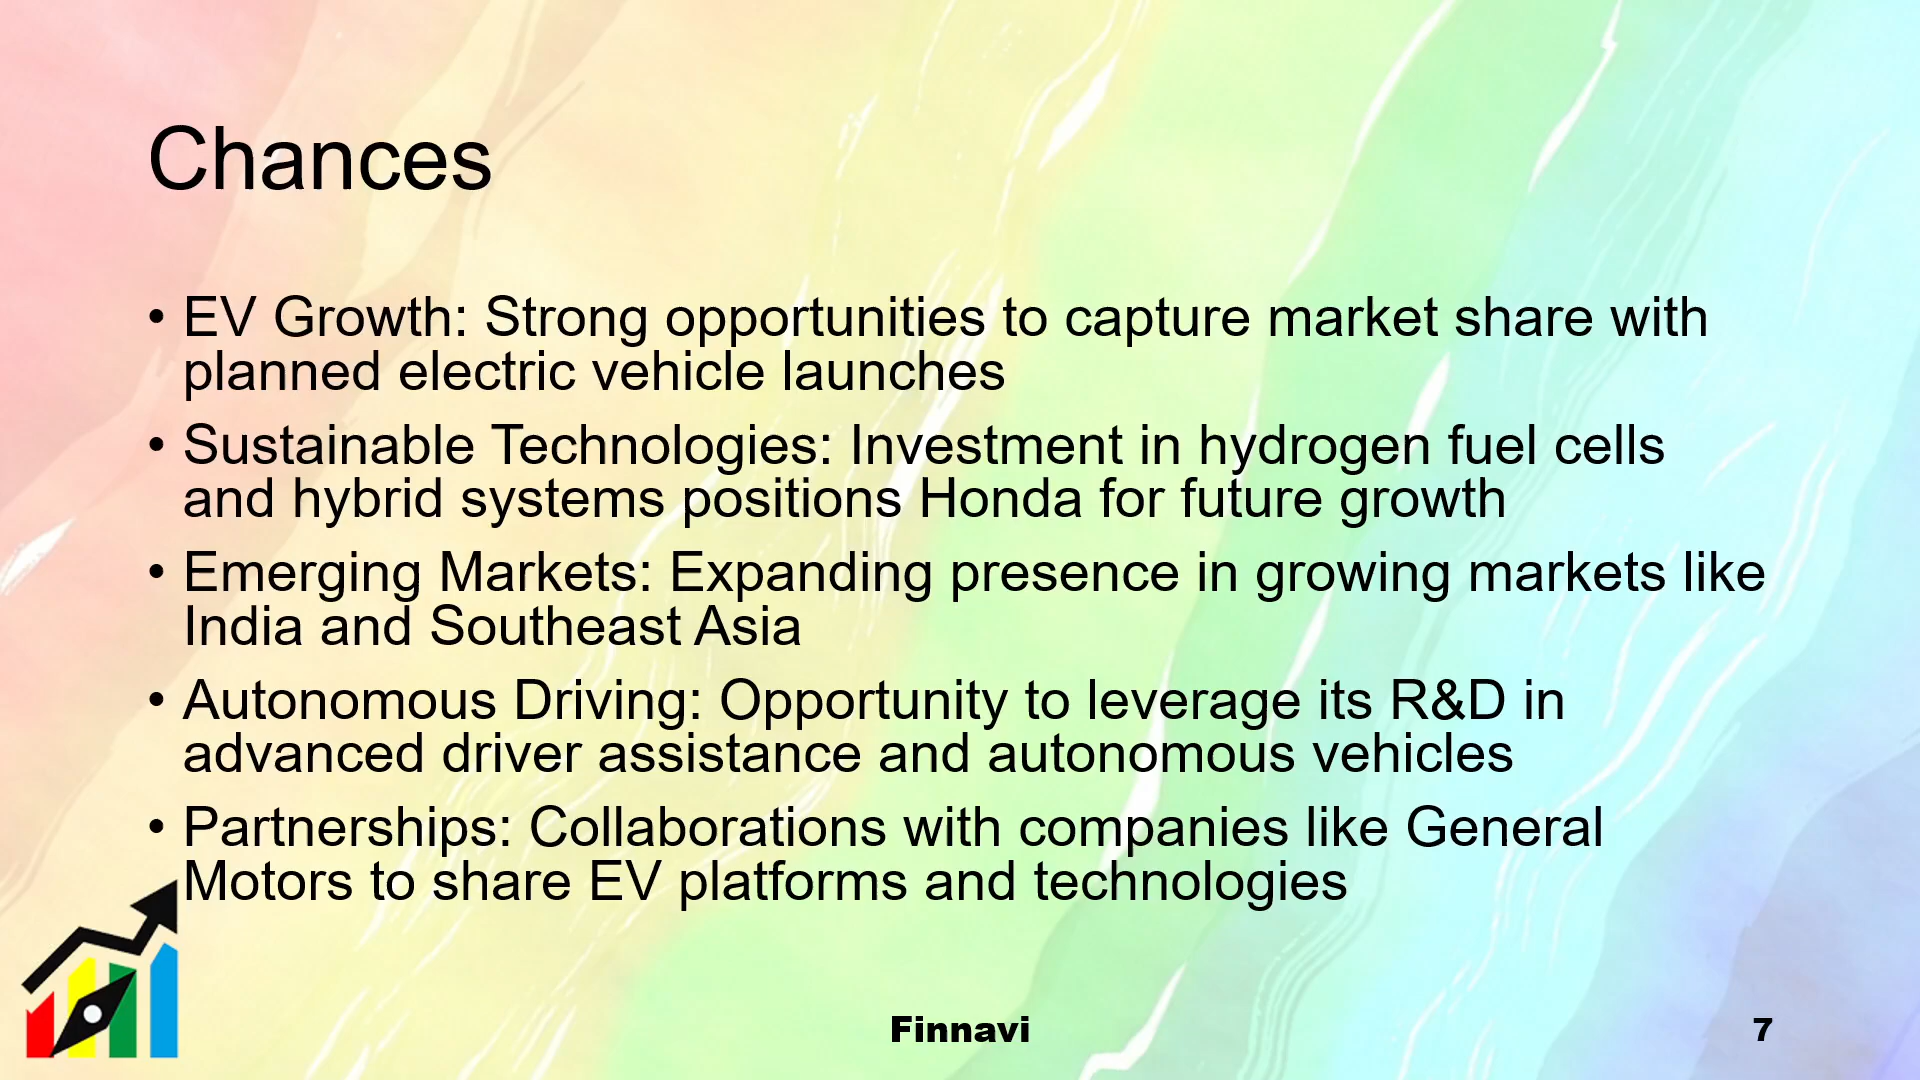 Chances
• EV Growth: Strong opportunities to capture market share with
planned electric vehicle launches
• Sustainable Technologies: Investment in hydrogen fuel cells
and hybrid systems positions Honda for future growth
• Emerging Markets: Expanding presence in growing markets like
India and Southeast Asia
• Autonomous Driving: Opportunity to leverage its R&D in
advanced driver assistance and autonomous vehicles
• Partnerships: Collaborations with companies like General
Motors to share EV platforms and technologies
Finnavi
7